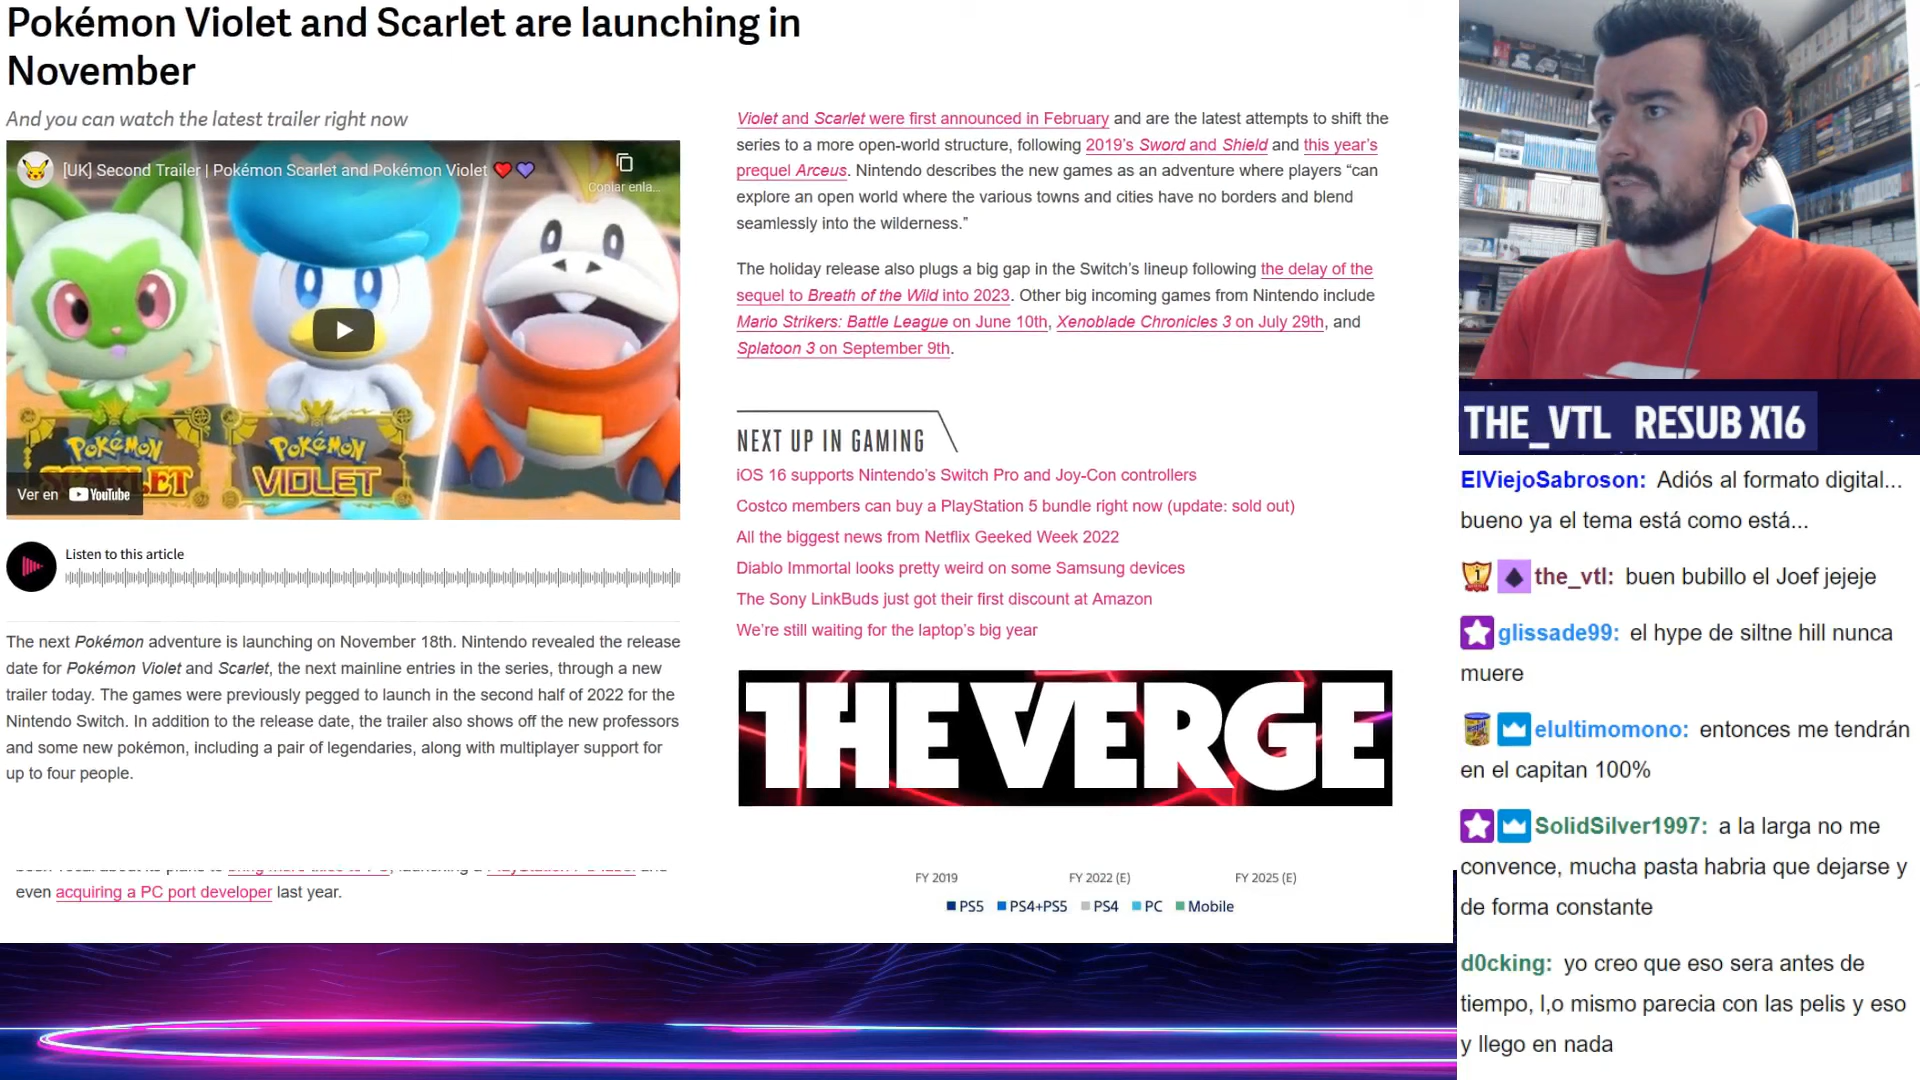 Pokémon Violet and Scarlet are launching in
November
And you can watch the latest trailer right now
[UK] Second Trailer | Pokémon Scarlet and Pokémon Violet ❤️💜
Copiar enla...
POKÉMON
SCARLET
POKÉMON
VIOLET
Ver en YouTube
Listen to this article
The next Pokémon adventure is launching on November 18th. Nintendo revealed the release
date for Pokémon Violet and Scarlet, the next mainline entries in the series, through a new
trailer today. The games were previously pegged to launch in the second half of 2022 for the
Nintendo Switch. In addition to the release date, the trailer also shows off the new professors
and some new pokémon, including a pair of legendaries, along with multiplayer support for
up to four people.
even acquiring a PC port developer last year.
Violet and Scarlet were first announced in February and are the latest attempts to shift the
series to a more open-world structure, following 2019’s Sword and Shield and this year’s
prequel Arceus. Nintendo describes the new games as an adventure where players “can
explore an open world where the various towns and cities have no borders and blend
seamlessly into the wilderness.”
The holiday release also plugs a big gap in the Switch’s lineup following the delay of the
sequel to Breath of the Wild into 2023. Other big incoming games from Nintendo include
Mario Strikers: Battle League on June 10th, Xenoblade Chronicles 3 on July 29th, and
Splatoon 3 on September 9th.
NEXT UP IN GAMING
iOS 16 supports Nintendo’s Switch Pro and Joy-Con controllers
Costco members can buy a PlayStation 5 bundle right now (update: sold out)
All the biggest news from Netflix Geeked Week 2022
Diablo Immortal looks pretty weird on some Samsung devices
The Sony LinkBuds just got their first discount at Amazon
We’re still waiting for the laptop’s big year
THE VERGE
FY 2019 FY 2022 (E) FY 2025 (E)
PS5 PS4+PS5 PS4 PC Mobile
THE_VTL RESUB X16
ElViejoSabroson: Adiós al formato digital...
bueno ya el tema está como está...
the_vtl: buen bubillo el Joef jejeje
glissade99: el hype de siltne hill nunca
muere
elultimomono: entonces me tendrán
en el capitan 100%
SolidSilver1997: a la larga no me
convence, mucha pasta habria que dejarse y
de forma constante
d0cking: yo creo que eso sera antes de
tiempo, l,o mismo parecia con las pelis y eso
y llego en nada